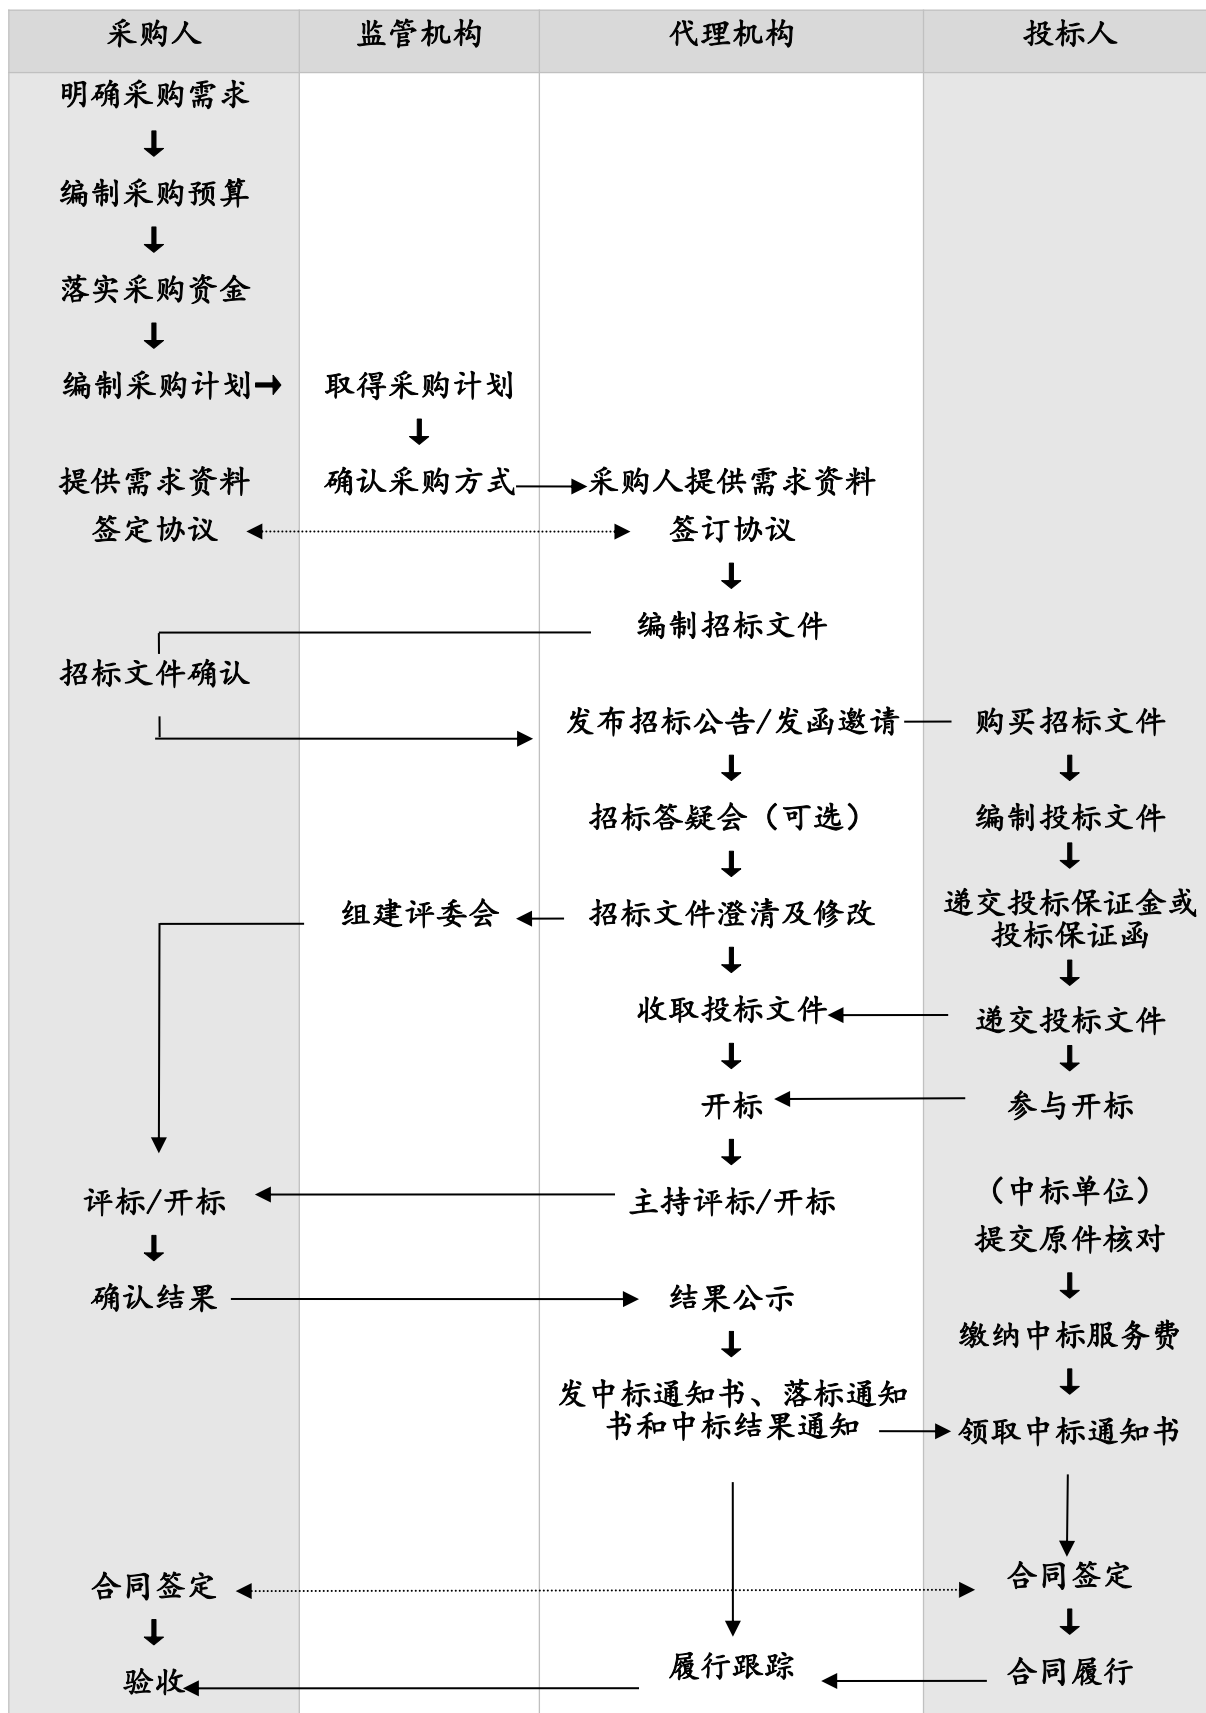 采购人
监管机构
代理机构
投标人
明确采购需求
编制采购预算
落实采购资金
编制采购计划
取得采购计划
提供需求资料
确认采购方式
采购人提供需求资料
签定协议
签订协议
编制招标文件
招标文件确认
发布招标公告/发函邀请
购买招标文件
招标答疑会（可选）
编制投标文件
组建评委会
招标文件澄清及修改
递交投标保证金或
投标保证函
收取投标文件
递交投标文件
开标
参与开标
评标/开标
主持评标/开标
（中标单位）
提交原件核对
确认结果
结果公示
缴纳中标服务费
发中标通知书、落标通知
书和中标结果通知
领取中标通知书
合同签定
合同签定
验收
履行跟踪
合同履行